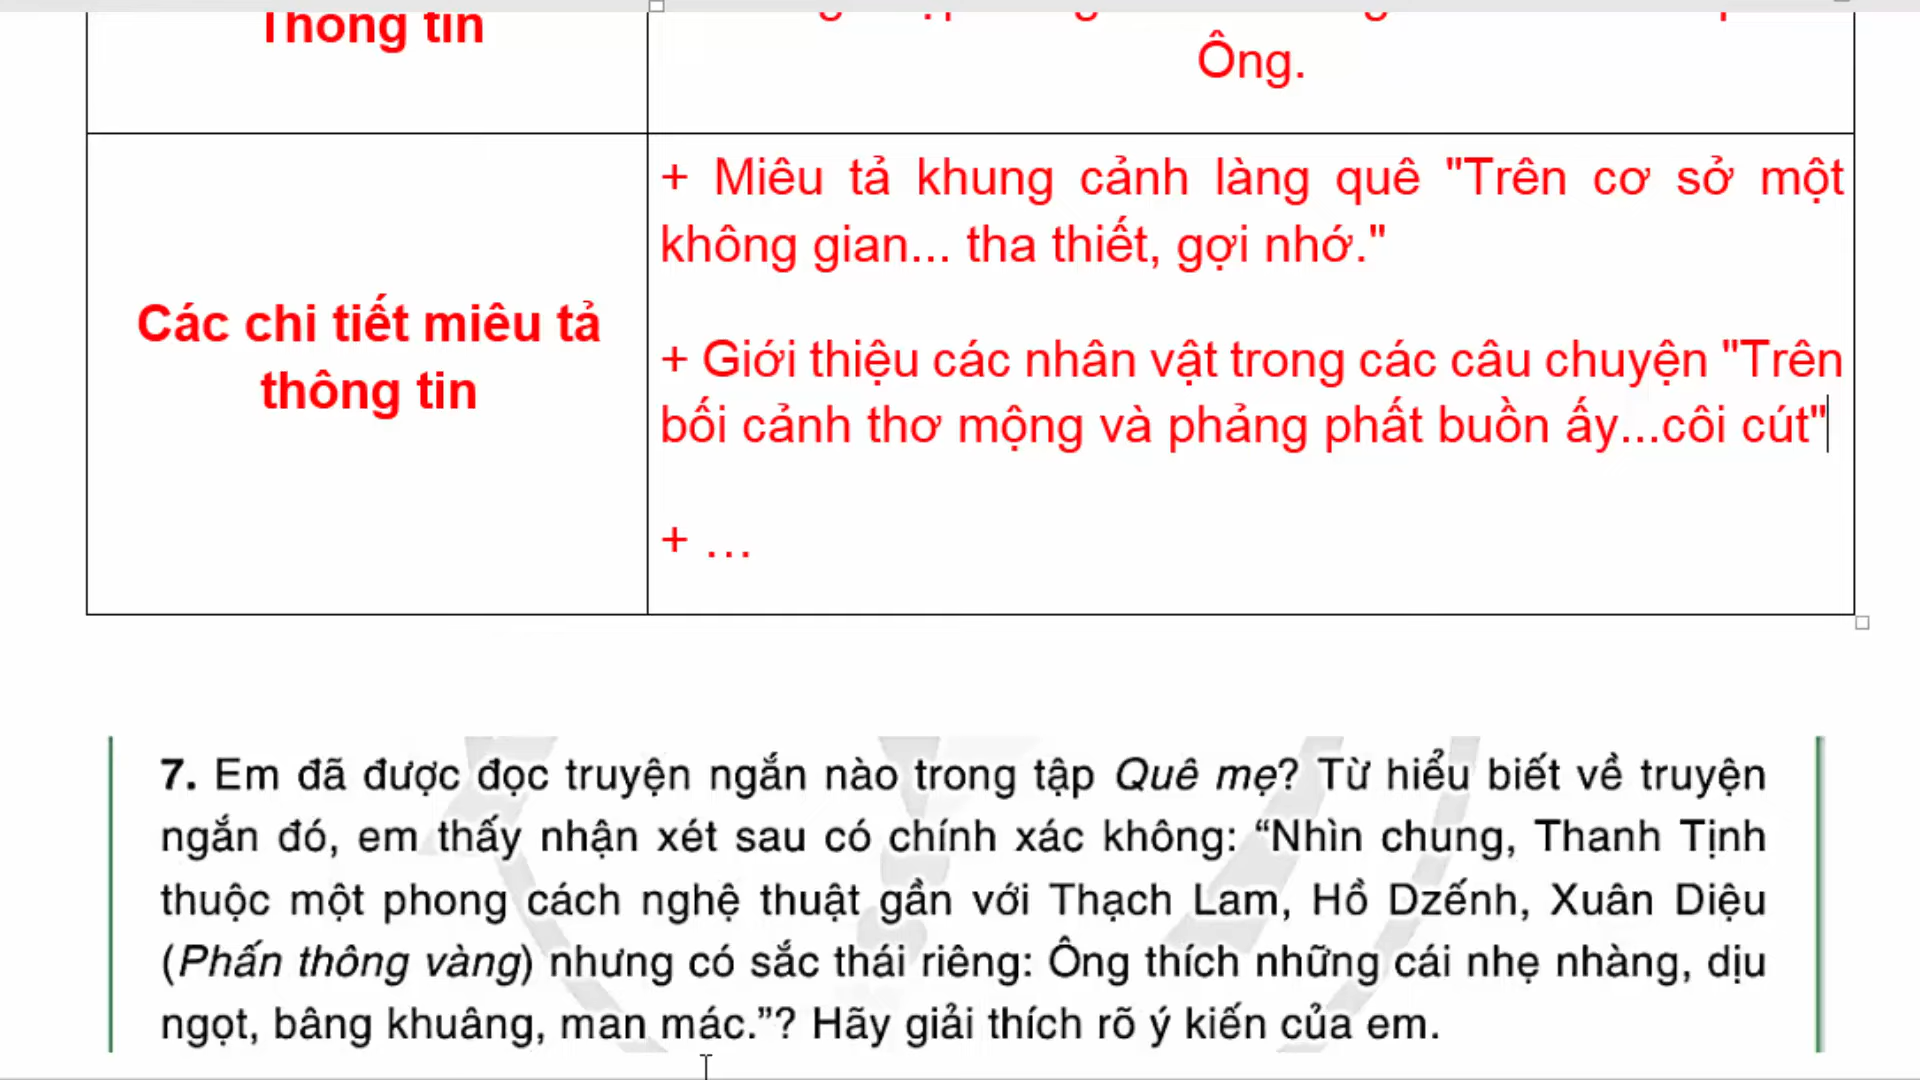 Thông tin
Ông.
+ Miêu tả khung cảnh làng quê "Trên cơ sở một
không gian... tha thiết, gợi nhớ."
Các chi tiết miêu tả
thông tin
+ Giới thiệu các nhân vật trong các câu chuyện "Trên
bối cảnh thơ mộng và phảng phất buồn ấy...côi cút"
+ ...
7. Em đã được đọc truyện ngắn nào trong tập Quê mẹ? Từ hiểu biết về truyện
ngắn đó, em thấy nhận xét sau có chính xác không: “Nhìn chung, Thanh Tịnh
thuộc một phong cách nghệ thuật gần với Thạch Lam, Hồ Dzếnh, Xuân Diệu
(Phấn thông vàng) nhưng có sắc thái riêng: Ông thích những cái nhẹ nhàng, dịu
ngọt, bâng khuâng, man mác.”? Hãy giải thích rõ ý kiến của em.